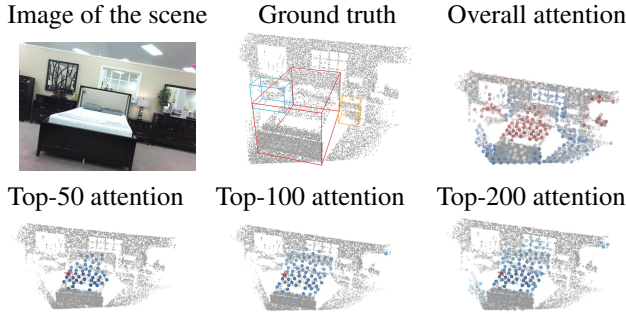 Image of the scene
Ground truth
Overall attention
Top-50 attention
Top-100 attention
Top-200 attention